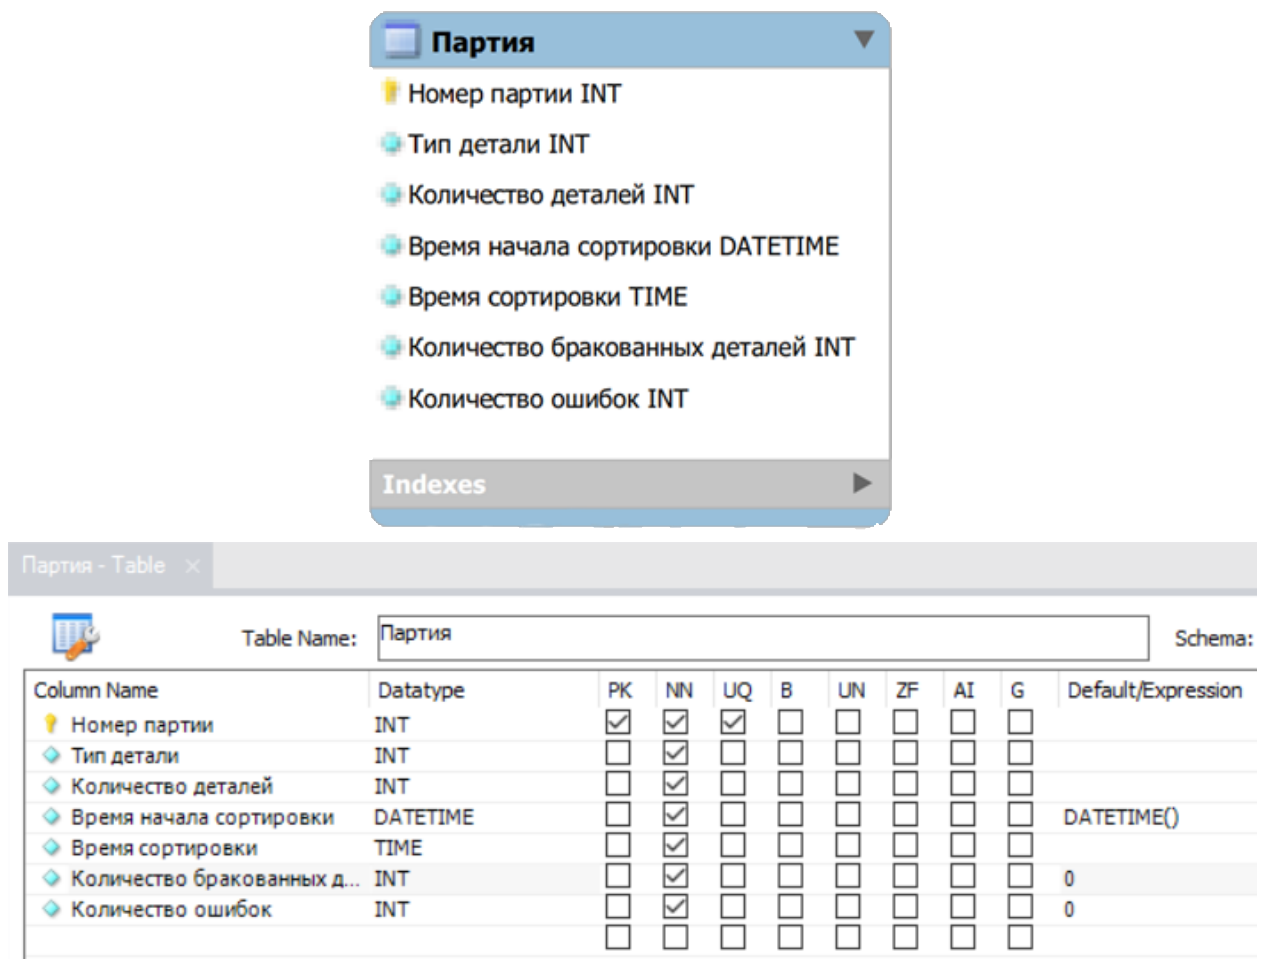 Партия
Номер партии INT
Тип детали INT
Количество деталей INT
Время начала сортировки DATETIME
Время сортировки TIME
Количество бракованных деталей INT
Количество ошибок INT
Indexes
Партия - Table ×
Table Name: Партия Schema:
Column Name Datatype PK NN UQ B UN ZF AI G Default/Expression
Номер партии INT
Тип детали INT
Количество деталей INT
Время начала сортировки DATETIME DATETIME()
Время сортировки TIME
Количество бракованных д... INT 0
Количество ошибок INT 0